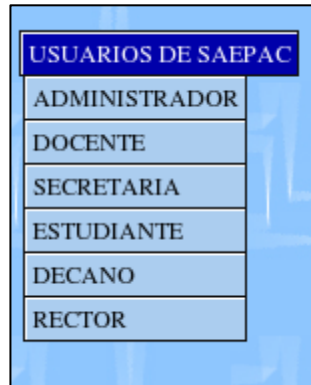 USUARIOS DE SAEPAC
ADMINISTRADOR
DOCENTE
SECRETARIA
ESTUDIANTE
DECANO
RECTOR